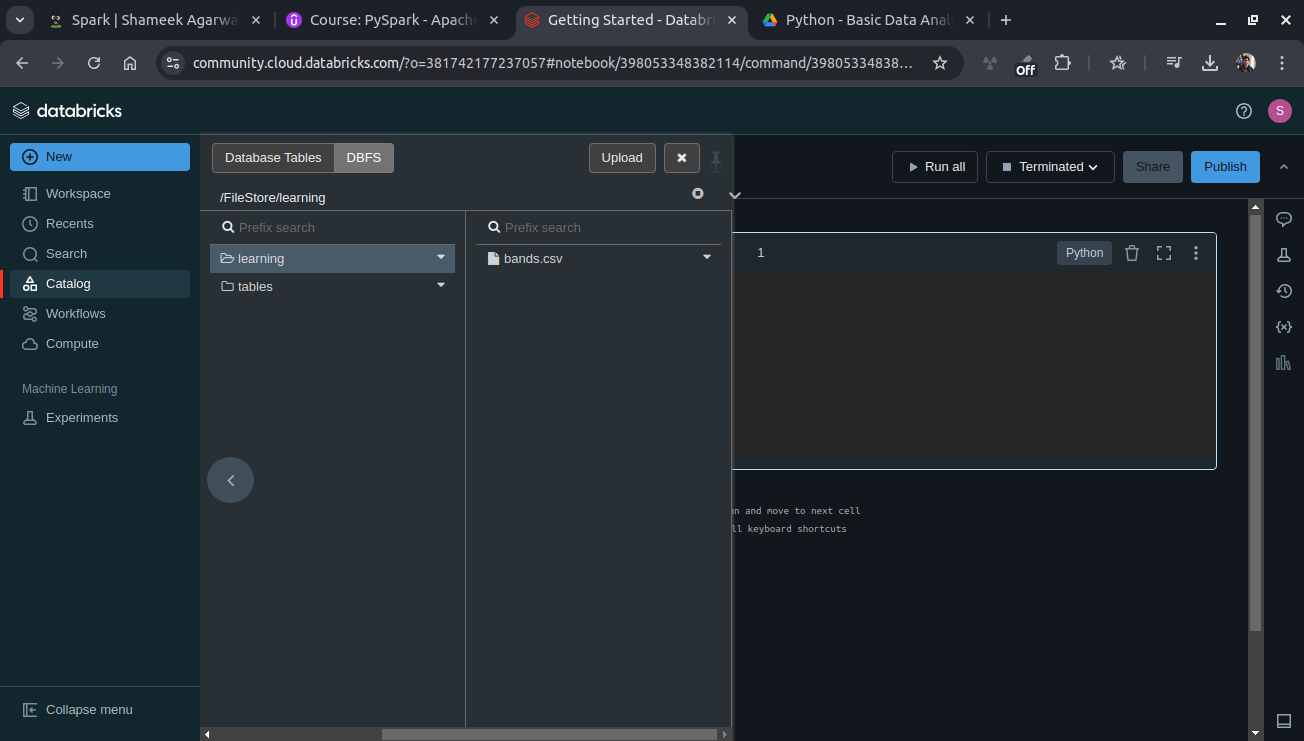 Spark | Shameek Agarwa
Course: PySpark - Apach
Getting Started - Databri
Python - Basic Data Anal
community.cloud.databricks.com/?o=381742177237057#notebook/398053348382114/command/39805334838...
Off
databricks
S
New
Workspace
Recents
Search
Catalog
Workflows
Compute
Machine Learning
Experiments
Collapse menu
Database Tables
DBFS
Upload
/FileStore/learning
Prefix search
learning
tables
Prefix search
bands.csv
Run all
Terminated
Share
Publish
1
Python
un and move to next cell
ll keyboard shortcuts